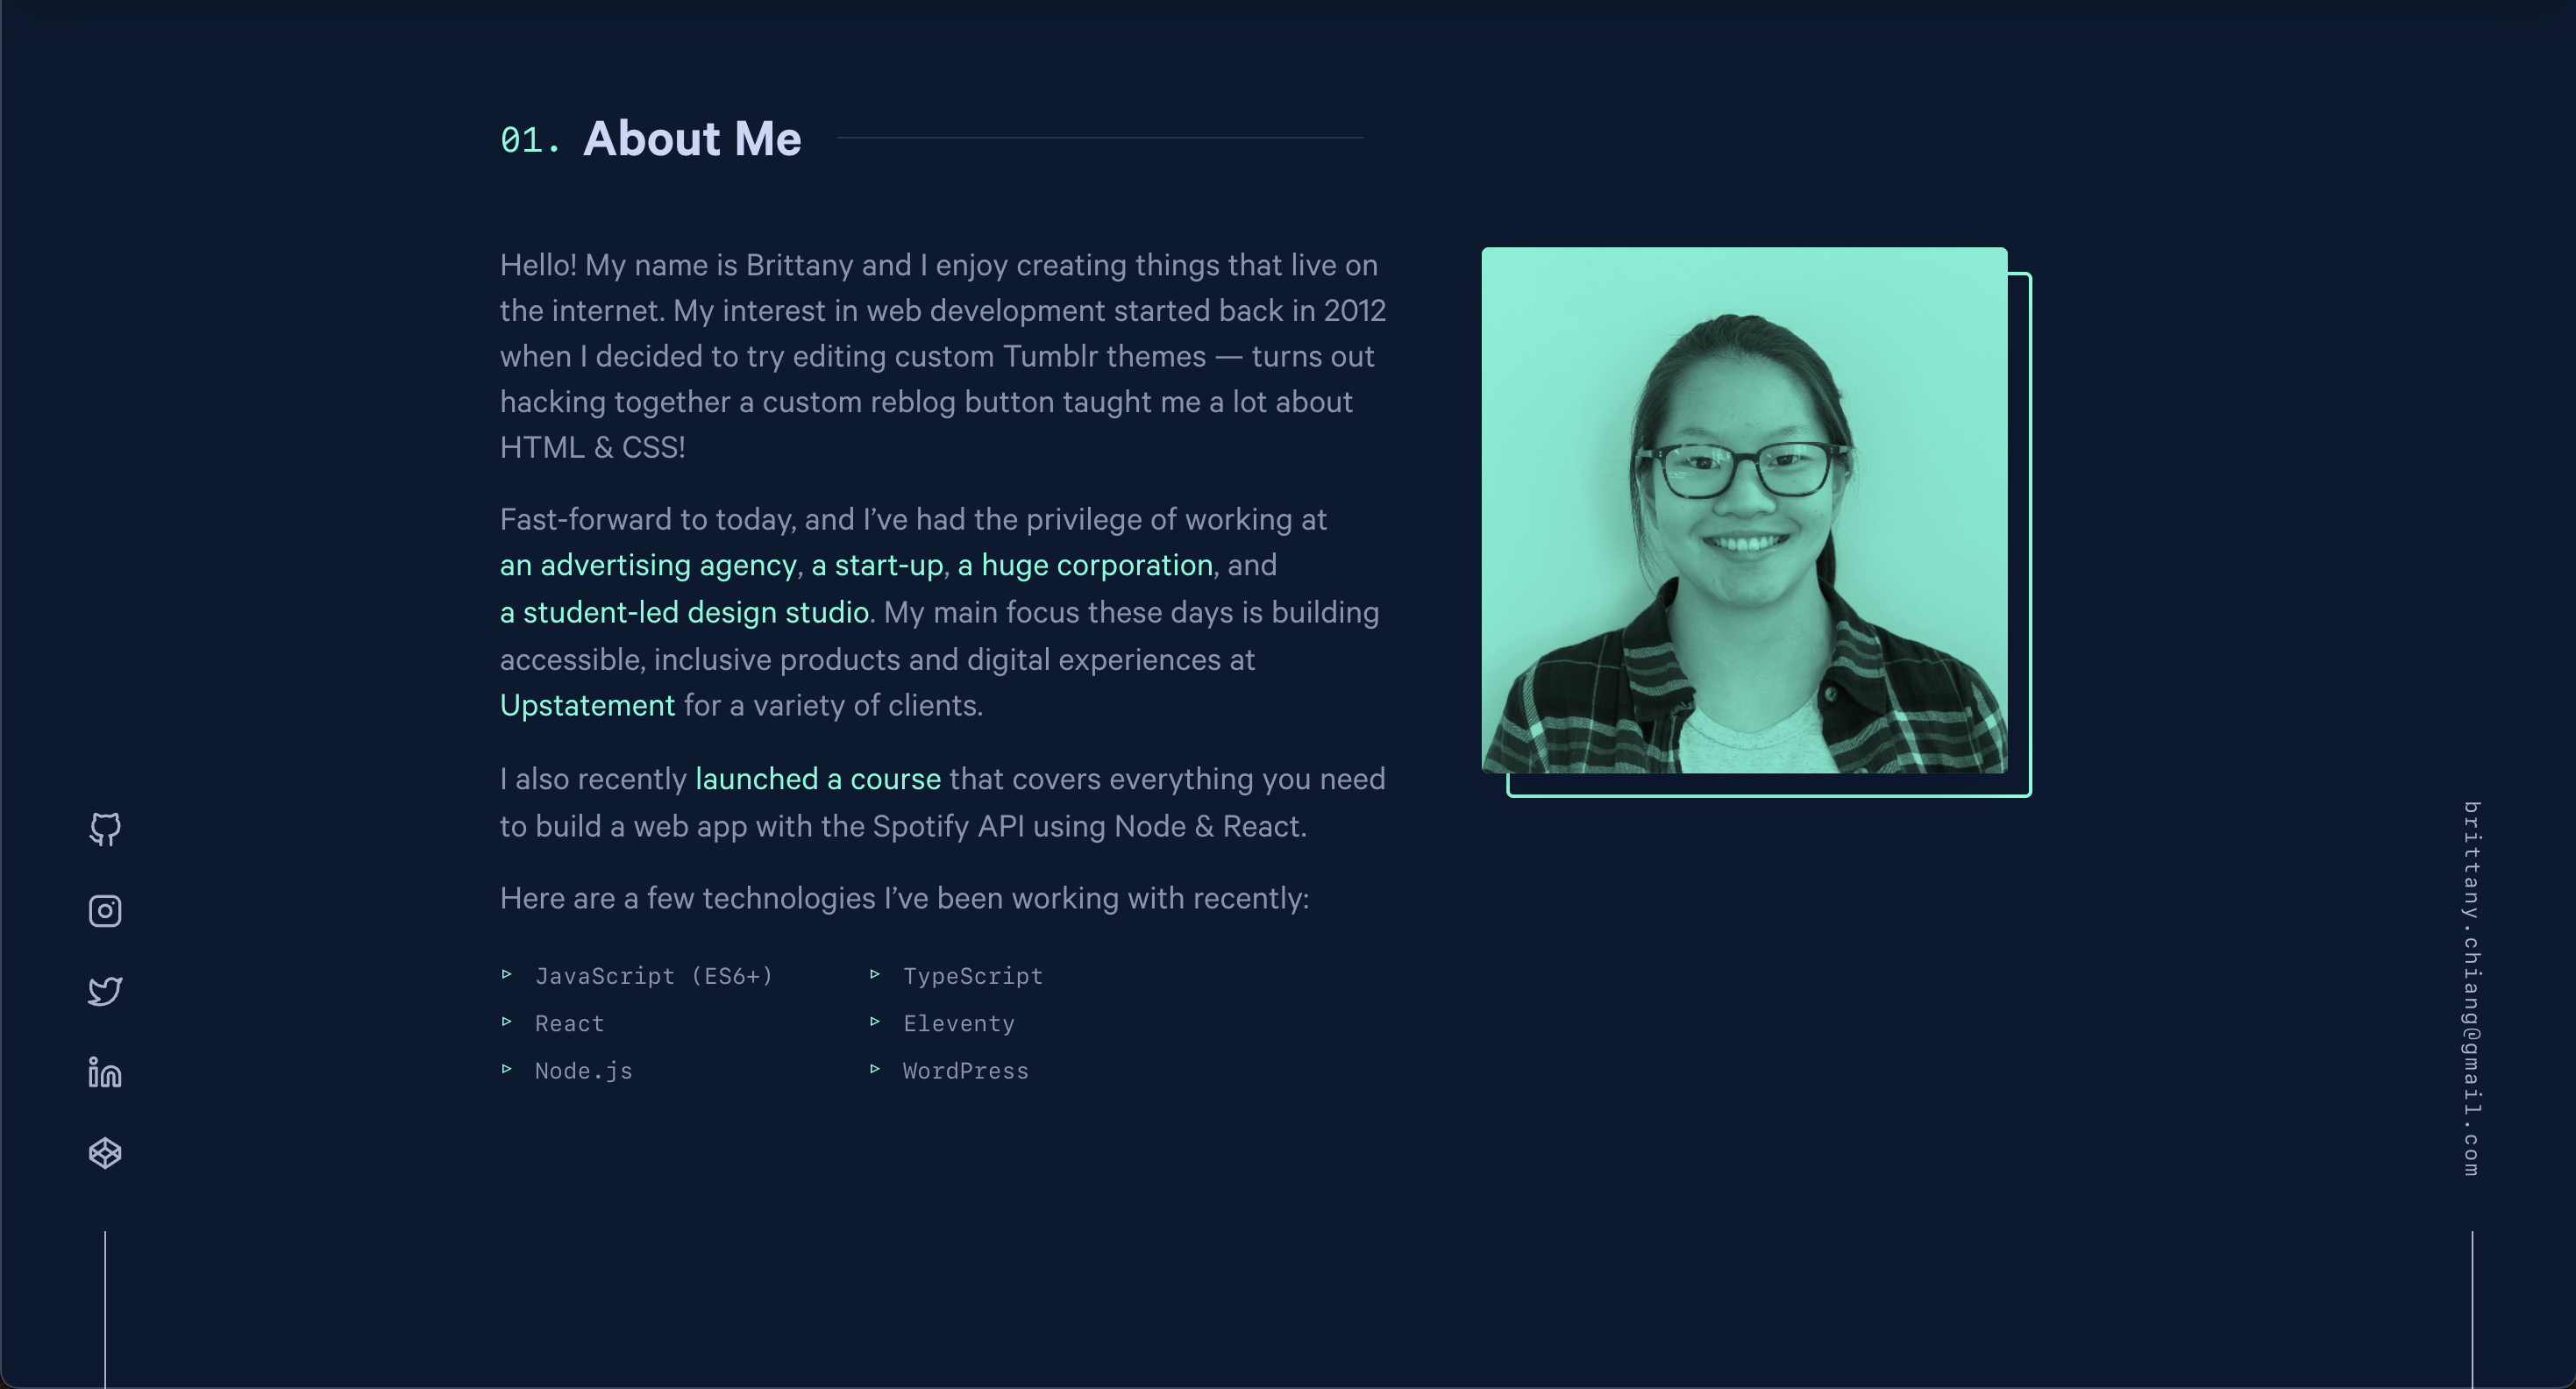 01. About Me
Hello! My name is Brittany and I enjoy creating things that live on
the internet. My interest in web development started back in 2012
when I decided to try editing custom Tumblr themes — turns out
hacking together a custom reblog button taught me a lot about
HTML & CSS!
Fast-forward to today, and I’ve had the privilege of working at
an advertising agency, a start-up, a huge corporation, and
a student-led design studio. My main focus these days is building
accessible, inclusive products and digital experiences at
Upstatement for a variety of clients.
I also recently launched a course that covers everything you need
to build a web app with the Spotify API using Node & React.
Here are a few technologies I’ve been working with recently:
▹ JavaScript (ES6+)
▹ TypeScript
▹ React
▹ Eleventy
▹ Node.js
▹ WordPress
in
brittany.chiang@gmail.com